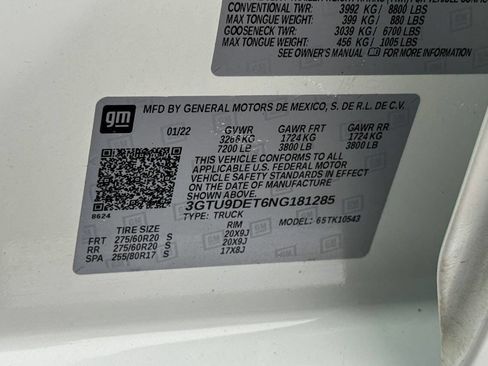 CONVENTIONAL TWR: 3992 KG/ 8800 LBS
MAX TONGUE WEIGHT: 399 KG/ 880 LBS
GOOSENECK TWR: 3039 KG/ 6700 LBS
MAX TONGUE WEIGHT: 456 KG/ 1005 LBS
SEE OWNER'S MANUAL FOR MORE INFORMATION
gm
MFD BY GENERAL MOTORS DE MEXICO, S. DE R.L. DE C.V.
01/22 GVWR GAWR FRT GAWR RR
3266 KG 1724 KG 1724 KG
7200 LB 3800 LB 3800 LB
THIS VEHICLE CONFORMS TO ALL
APPLICABLE U.S. FEDERAL MOTOR
VEHICLE SAFETY STANDARDS IN EFFECT
ON THE DATE OF MANUFACTURE
SHOWN ABOVE.
3GTU9DET6NG181285
8624 TYPE: TRUCK MODEL: 65TK10543
TIRE SIZE RIM
FRT 275/60R20 S 20X9J
RR 275/60R20 S 20X9J
SPA 255/80R17 S 17X8J